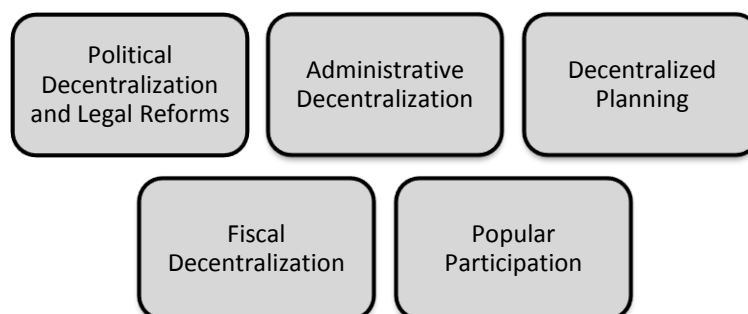 Political
Decentralization
and Legal Reforms
Administrative
Decentralization
Decentralized
Planning
Fiscal
Decentralization
Popular
Participation